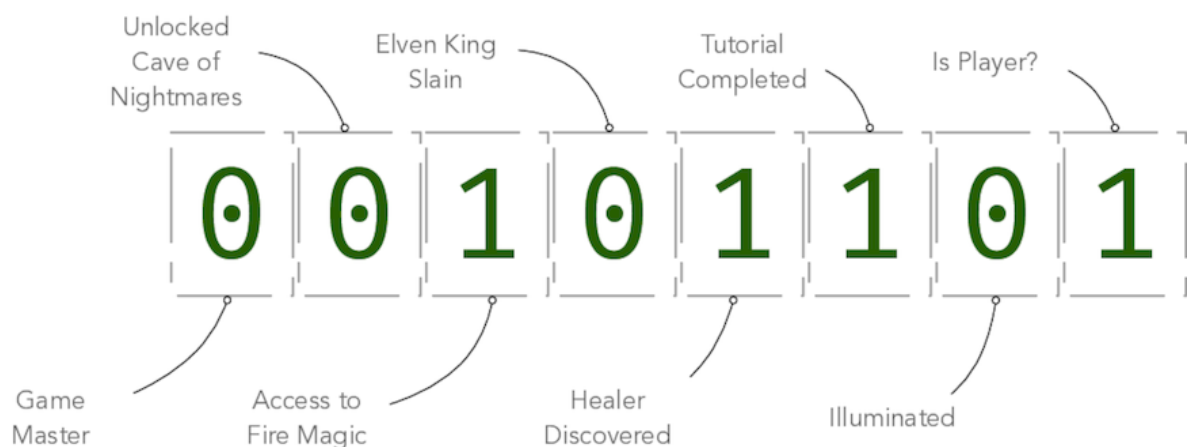 Unlocked
Cave of
Nightmares
Elven King
Slain
Tutorial
Completed
Is Player?
0 0 1 0 1 1 0 1
Game
Master
Access to
Fire Magic
Healer
Discovered
Illuminated